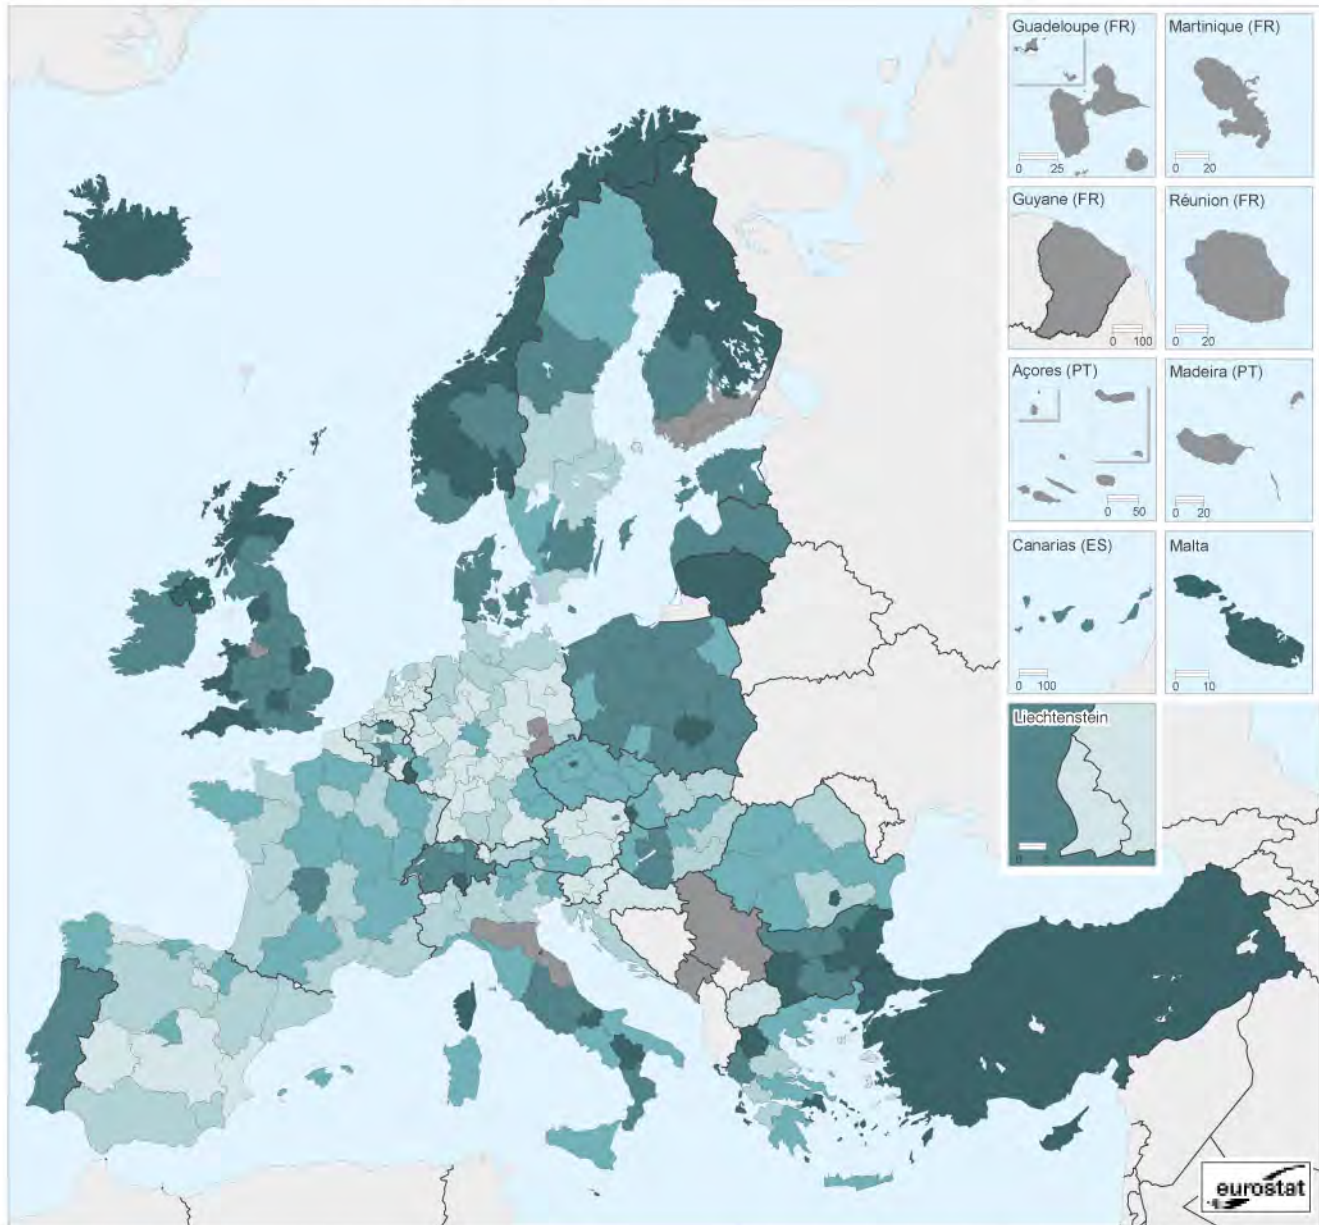 Guadeloupe (FR)
Martinique (FR)
0 25
0 20
Guyane (FR)
Réunion (FR)
0 100
0 20
Açores (PT)
Madeira (PT)
0 50
0 20
Canarias (ES)
Malta
0 100
0 10
Liechtenstein
eurostat